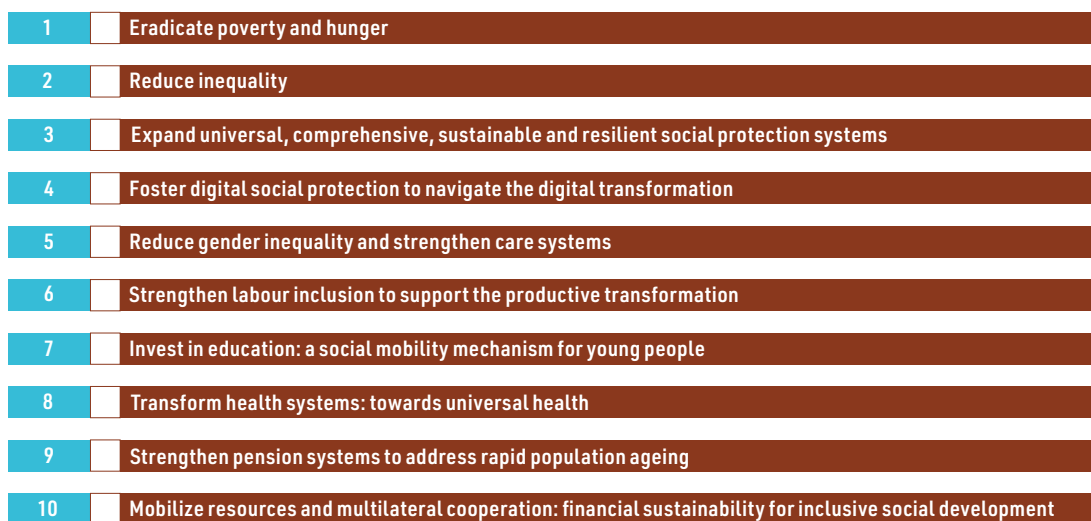 1 Eradicate poverty and hunger
2 Reduce inequality
3 Expand universal, comprehensive, sustainable and resilient social protection systems
4 Foster digital social protection to navigate the digital transformation
5 Reduce gender inequality and strengthen care systems
6 Strengthen labour inclusion to support the productive transformation
7 Invest in education: a social mobility mechanism for young people
8 Transform health systems: towards universal health
9 Strengthen pension systems to address rapid population ageing
10 Mobilize resources and multilateral cooperation: financial sustainability for inclusive social development